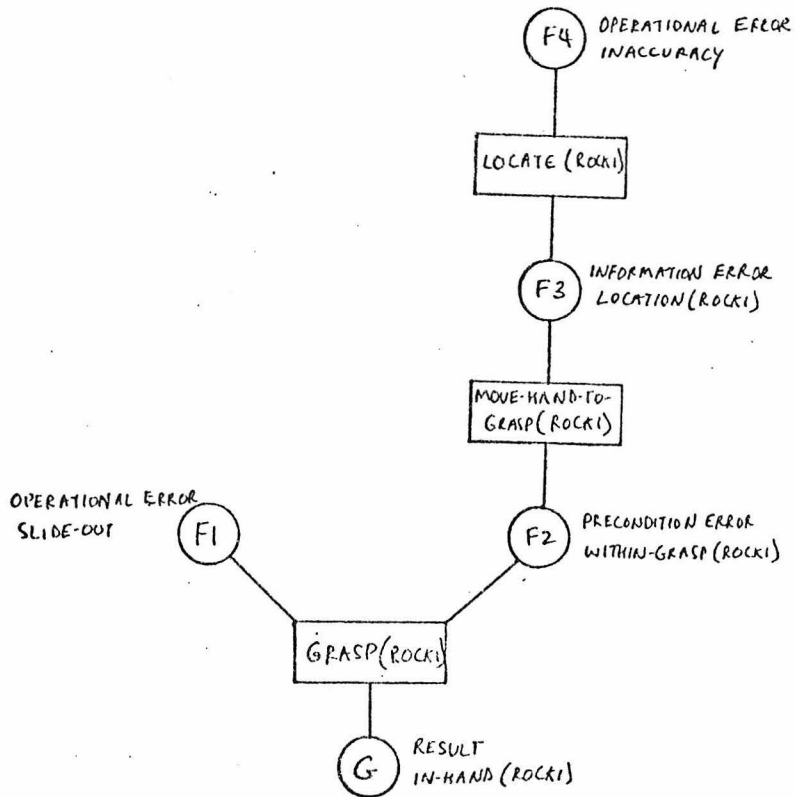 F4
OPERATIONAL ERROR
INACCURACY
LOCATE (ROCK1)
F3
INFORMATION ERROR
LOCATION (ROCK1)
MOVE-HAND-TO-
GRASP (ROCK1)
OPERATIONAL ERROR
SLIDE-OUT
F1
F2
PRECONDITION ERROR
WITHIN-GRASP (ROCK1)
GRASP (ROCK1)
G
RESULT
IN-HAND (ROCK1)